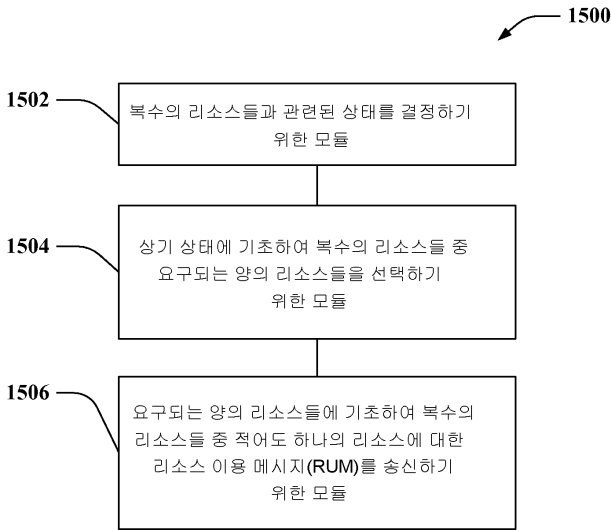 1500
1502
복수의 리소스들과 관련된 상태를 결정하기
위한 모듈
1504
상기 상태에 기초하여 복수의 리소스들 중
요구되는 양의 리소스들을 선택하기
위한 모듈
1506
요구되는 양의 리소스들에 기초하여 복수의
리소스들 중 적어도 하나의 리소스에 대한
리소스 이용 메시지(RUM)를 송신하기
위한 모듈